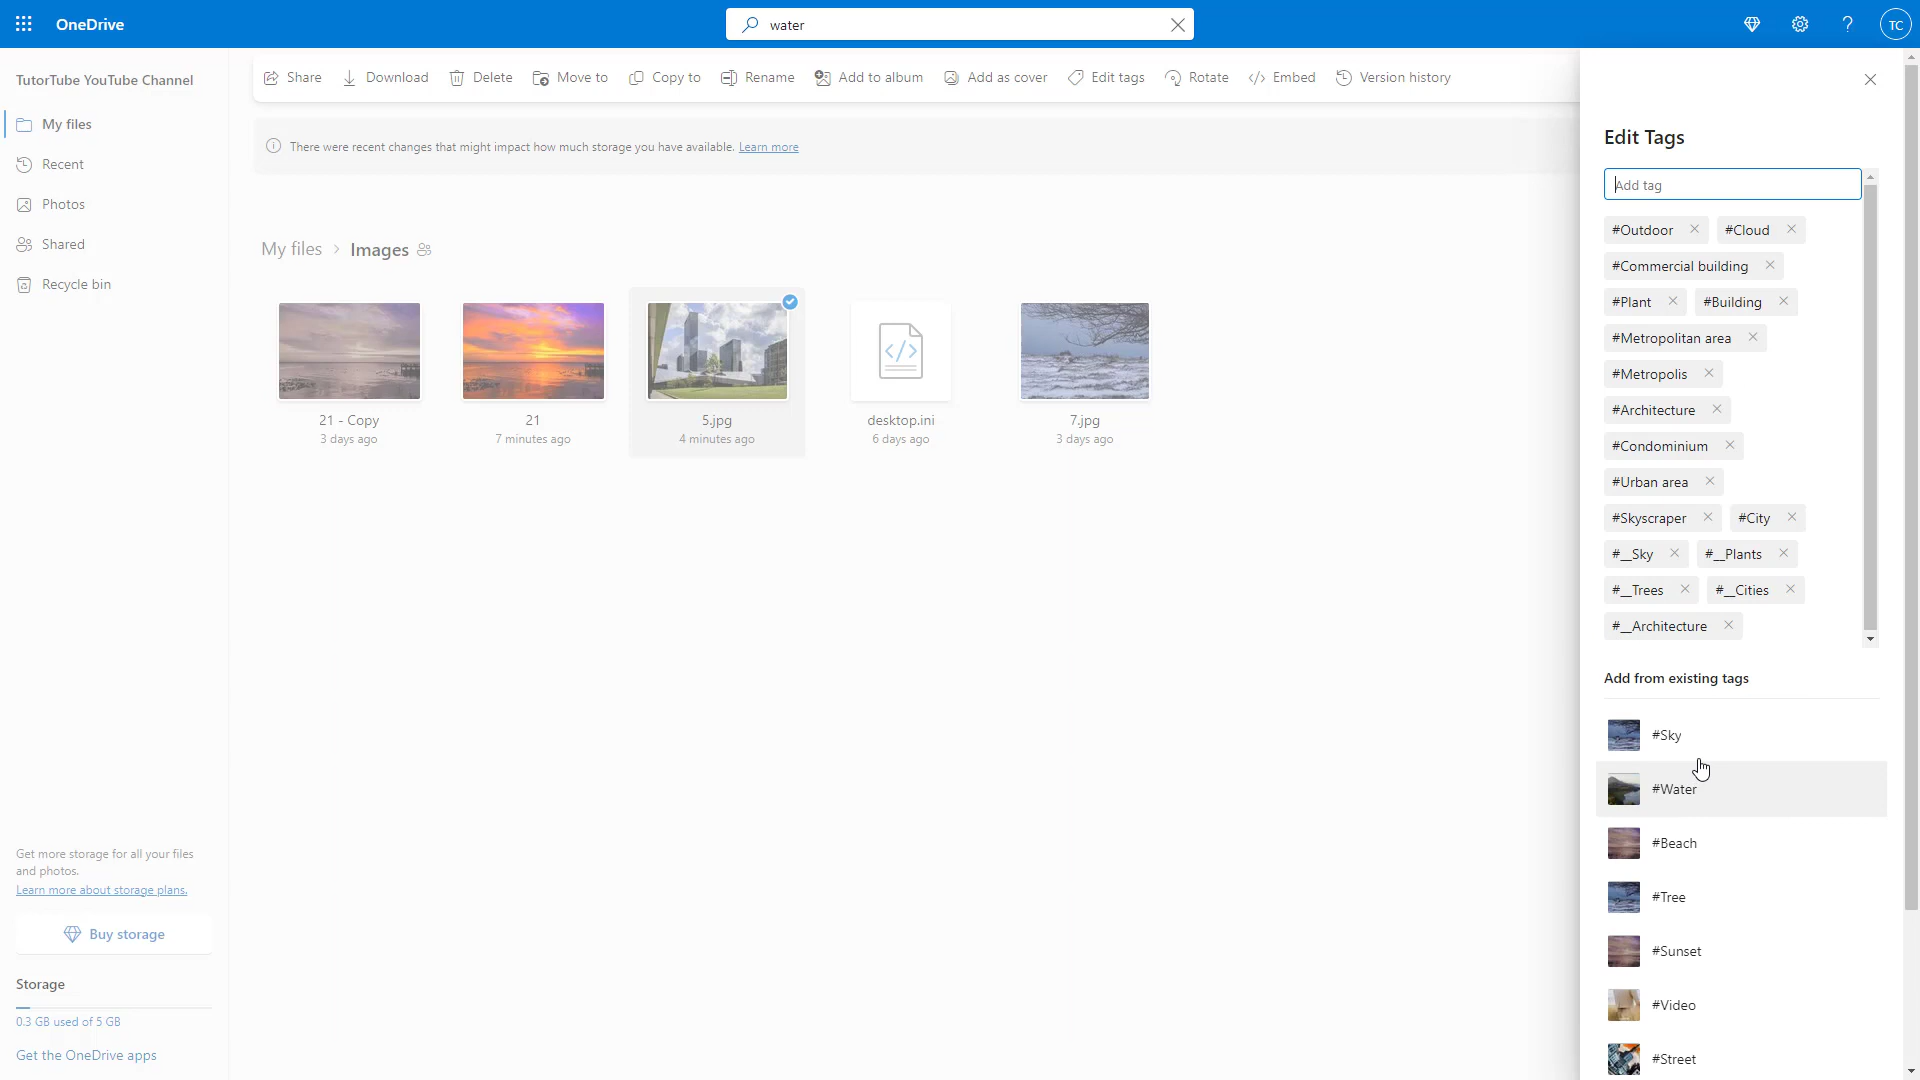 OneDrive
water
TC
TutorTube YouTube Channel
My files
Recent
Photos
Shared
Recycle bin
Get more storage for all your files
and photos.
Learn more about storage plans.
Buy storage
Storage
0.3 GB used of 5 GB
Get the OneDrive apps
Share Download Delete Move to Copy to Rename Add to album Add as cover Edit tags Rotate Embed Version history
There were recent changes that might impact how much storage you have available. Learn more
My files > Images
21 - Copy
3 days ago
21
7 minutes ago
5.jpg
4 minutes ago
desktop.ini
6 days ago
7.jpg
3 days ago
Edit Tags
Add tag
#Outdoor #Cloud
#Commercial building
#Plant #Building
#Metropolitan area
#Metropolis
#Architecture
#Condominium
#Urban area
#Skyscraper #City
#__Sky #__Plants
#__Trees #__Cities
#__Architecture
Add from existing tags
#Sky
#Water
#Beach
#Tree
#Sunset
#Video
#Street